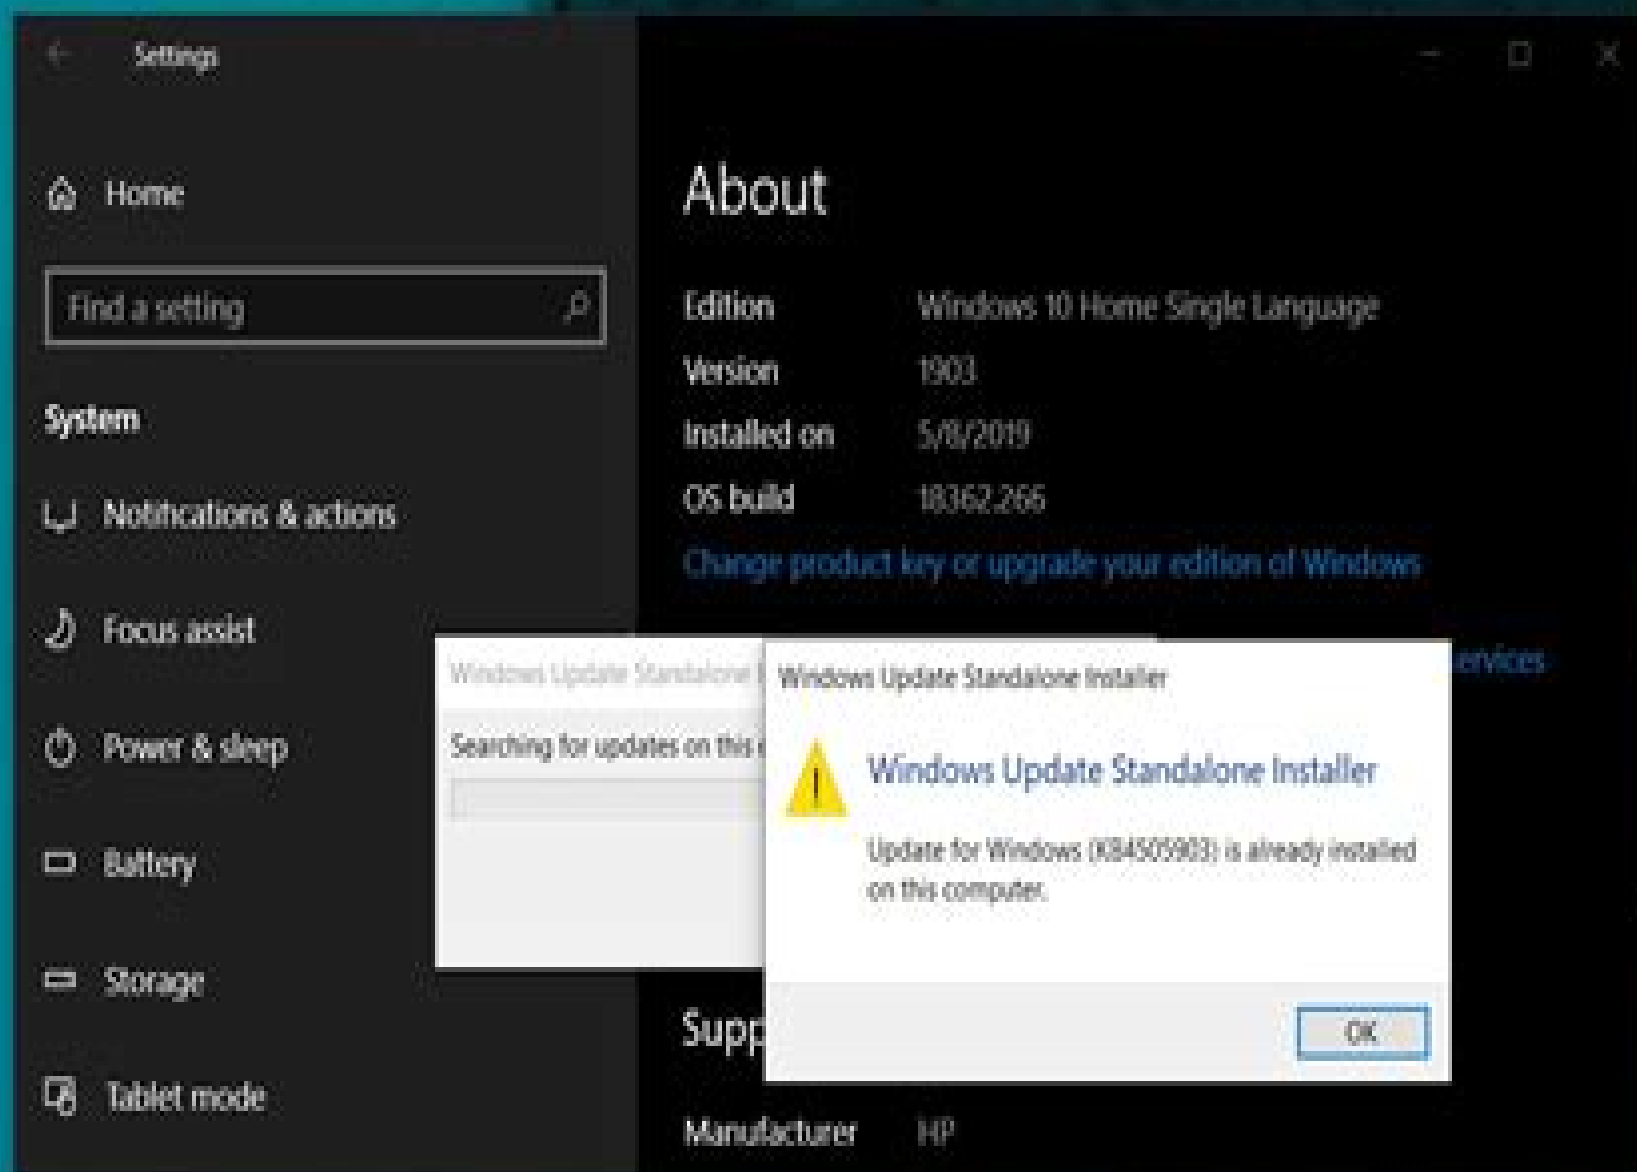 Settings
Home
Find a setting
System
Notifications & actions
Focus assist
Power & sleep
Battery
Storage
Tablet mode
About
Edition Windows 10 Home Single Language
Version 1903
Installed on 5/8/2019
OS build 18362.266
Change product key or upgrade your edition of Windows
ervices
Windows Update Standalone
Searching for updates on this
Windows Update Standalone Installer
Windows Update Standalone Installer
Update for Windows (KB4505903) is already installed
on this computer.
OK
Supp
Manufacturer HP